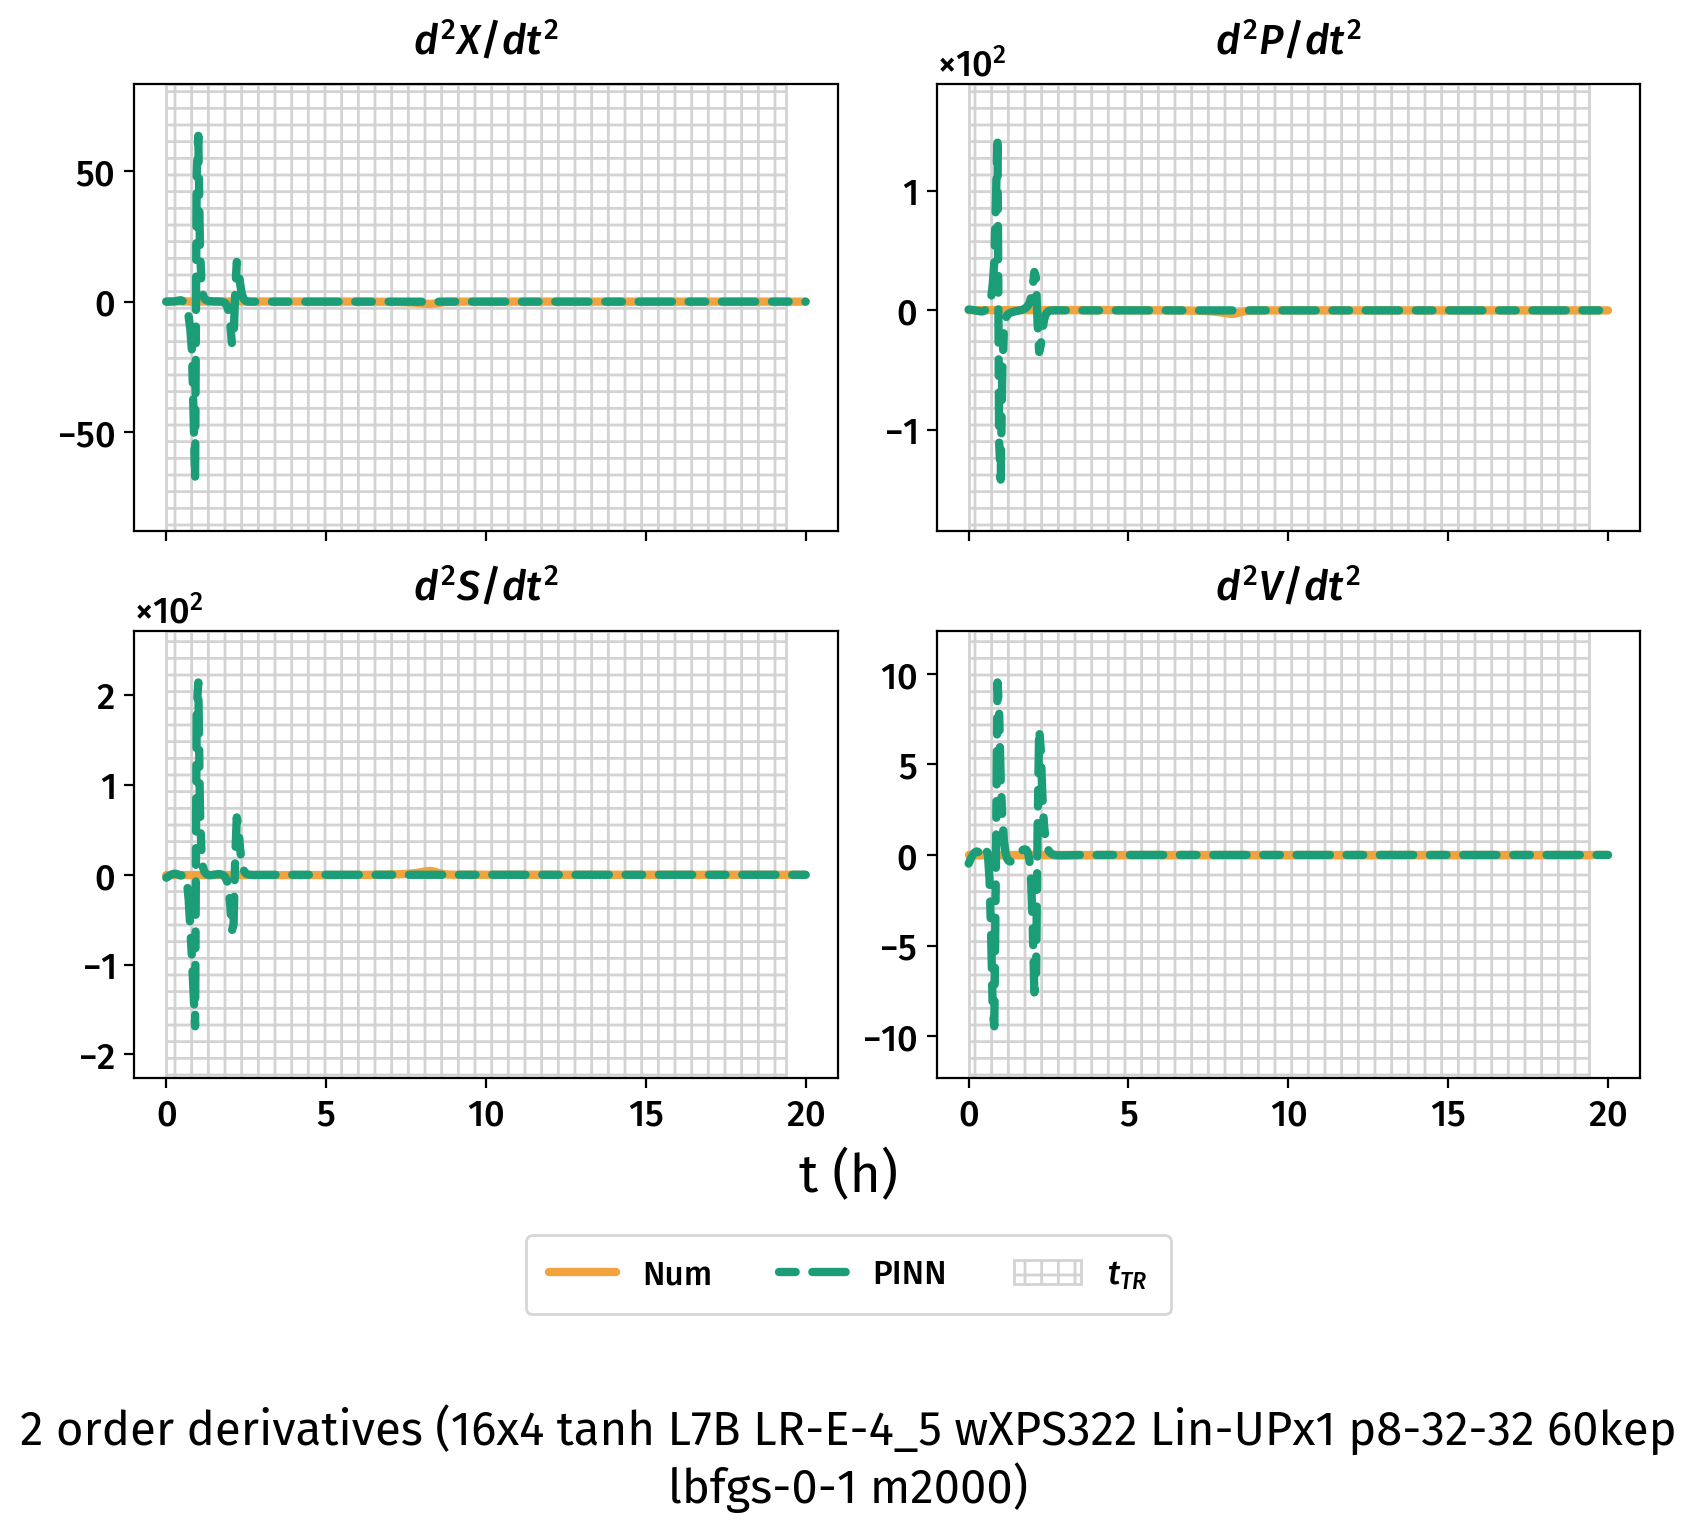 d²X/dt²
50
0
−50
d²P/dt²
×10²
1
0
−1
d²S/dt²
×10²
2
1
0
−1
−2
0 5 10 15 20
d²V/dt²
10
5
0
−5
−10
0 5 10 15 20
t (h)
Num PINN t_TR
2 order derivatives (16x4 tanh L7B LR-E-4_5 wXPS322 Lin-UPx1 p8-32-32 60kep
lbfgs-0-1 m2000)